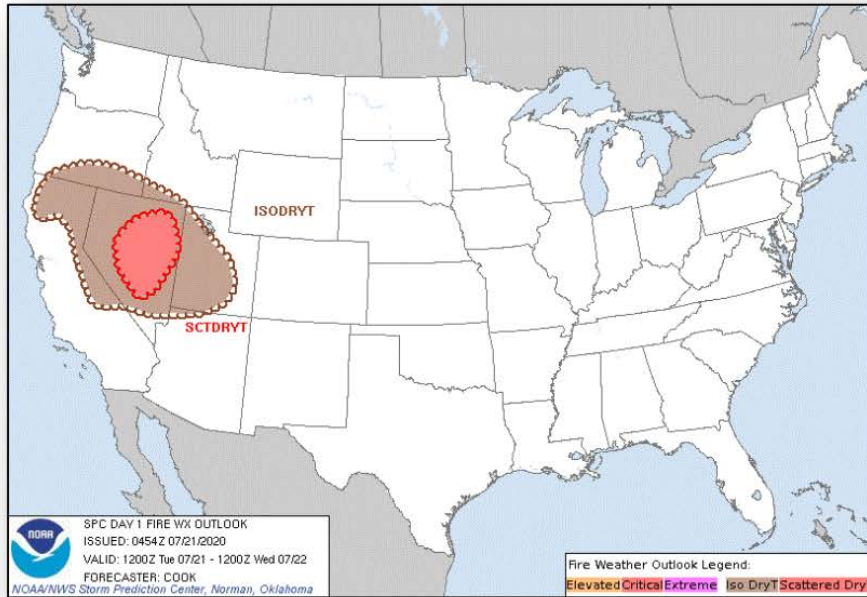 ISODRYT
SCTDRYT
NOAA
SPC DAY 1 FIRE WX OUTLOOK
ISSUED: 0454Z 07/21/2020
VALID: 1200Z Tue 07/21 - 1200Z Wed 07/22
FORECASTER: COOK
NOAA/NWS Storm Prediction Center, Norman, Oklahoma
Fire Weather Outlook Legend:
Elevated Critical Extreme Iso DryT Scattered Dry